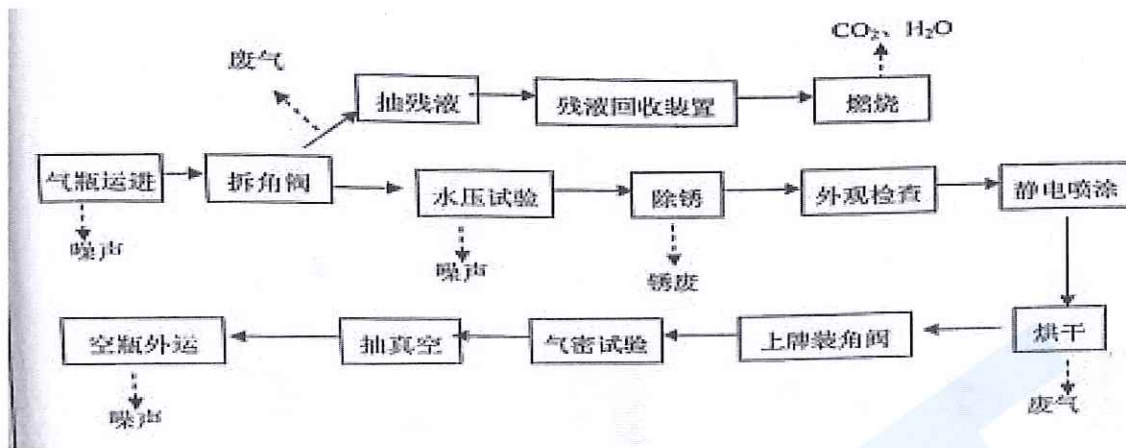 CO₂、H₂O
废气
抽残液
残液回收装置
燃烧
气瓶运进
拆角阀
水压试验
除锈
外观检查
静电喷涂
噪声
噪声
锈废
空瓶外运
抽真空
气密试验
上牌装角阀
烘干
噪声
废气